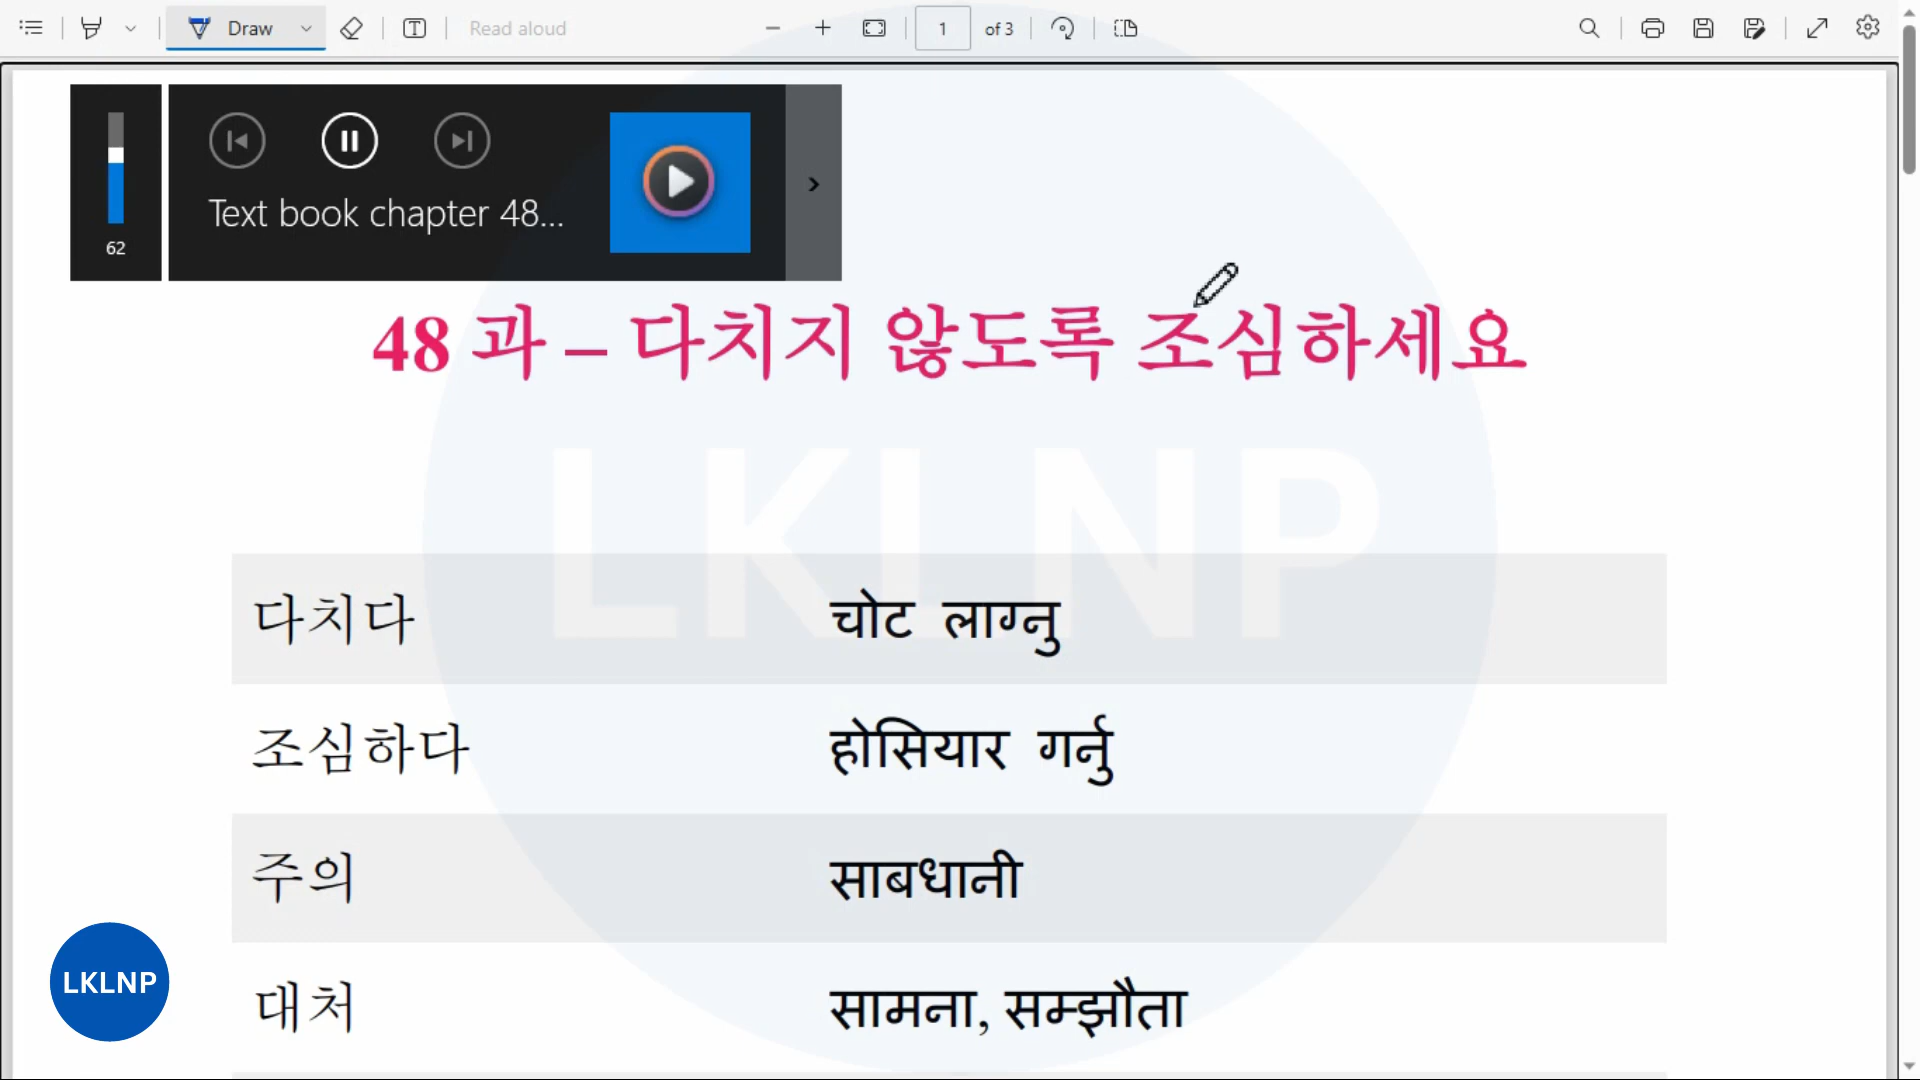 Draw
Read aloud
1
of 3
62
Text book chapter 48...
48 과 – 다치지 않도록 조심하세요
LKLNP
다치다 चोट लाग्नु
조심하다 होसियार गर्नु
주의 साबधानी
대처 सामना, सम्झौता
LKLNP